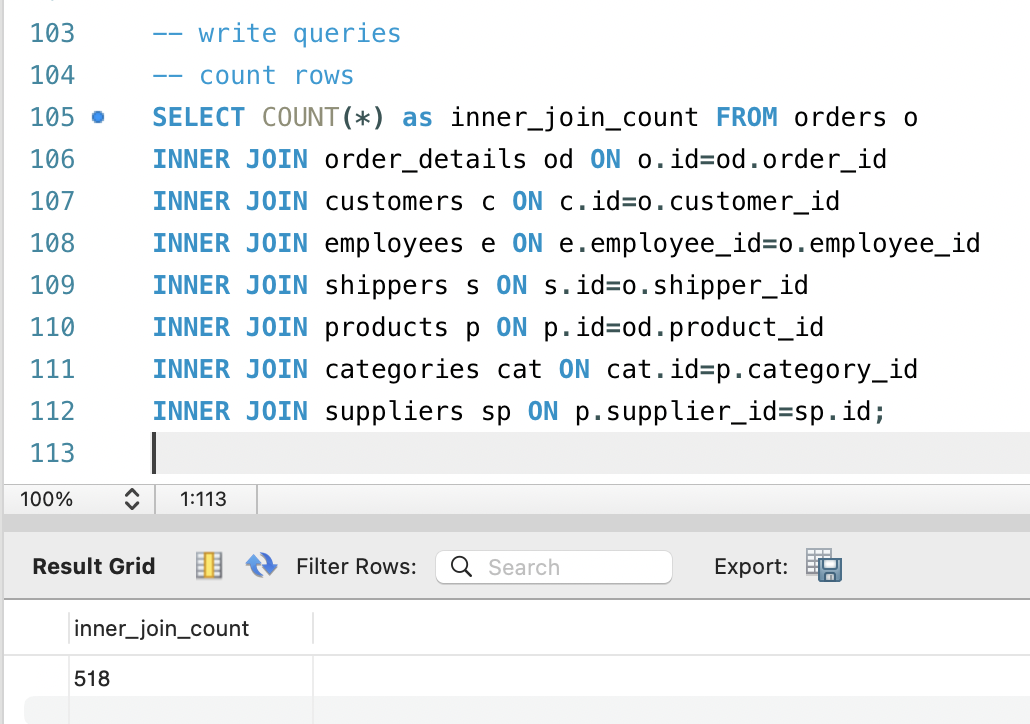 103 -- write queries
104 -- count rows
105 SELECT COUNT(*) as inner_join_count FROM orders o
106 INNER JOIN order_details od ON o.id=od.order_id
107 INNER JOIN customers c ON c.id=o.customer_id
108 INNER JOIN employees e ON e.employee_id=o.employee_id
109 INNER JOIN shippers s ON s.id=o.shipper_id
110 INNER JOIN products p ON p.id=od.product_id
111 INNER JOIN categories cat ON cat.id=p.category_id
112 INNER JOIN suppliers sp ON p.supplier_id=sp.id;
113
100% 1:113
Result Grid Filter Rows: Search Export:
inner_join_count
518